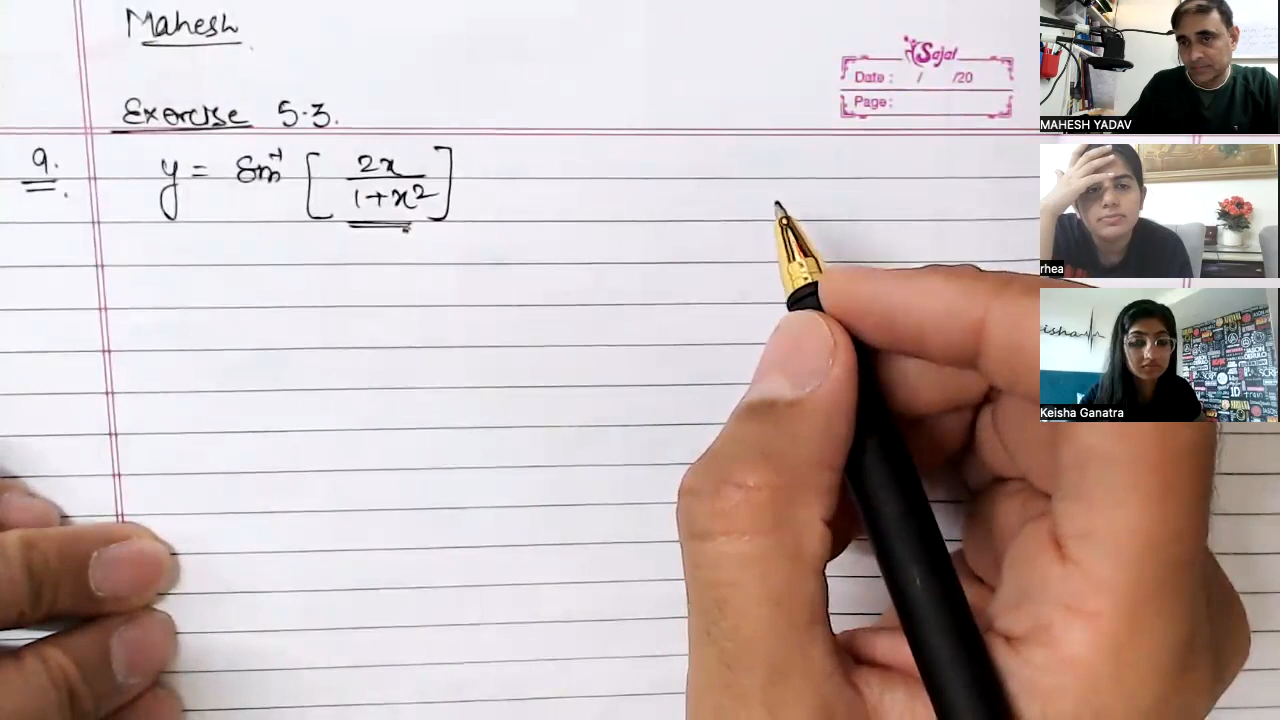 Mahesh
Sajal
Date : / /20
Page :
Exercise 5.3.
9. y = Sin⁻¹ [ 2x / 1+x² ]
MAHESH YADAV
rhea
isha
Keisha Ganatra